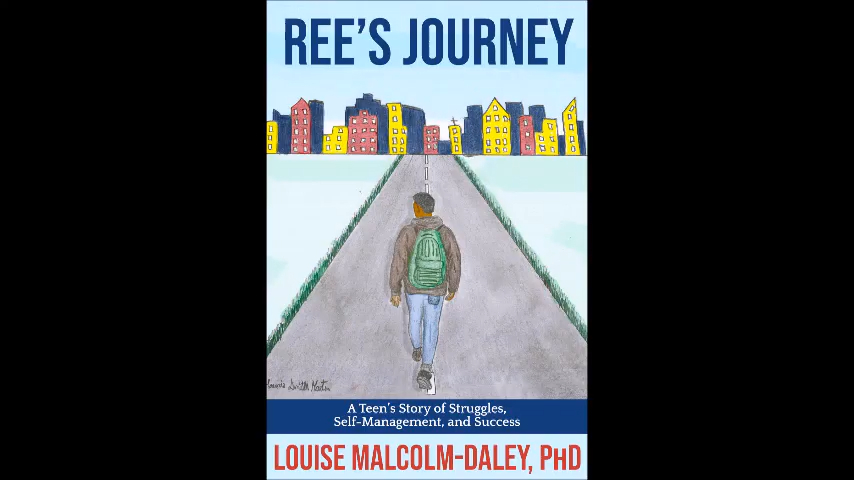 REE'S JOURNEY
A Teen's Story of Struggles,
Self-Management, and Success
LOUISE MALCOLM-DALEY, PHD